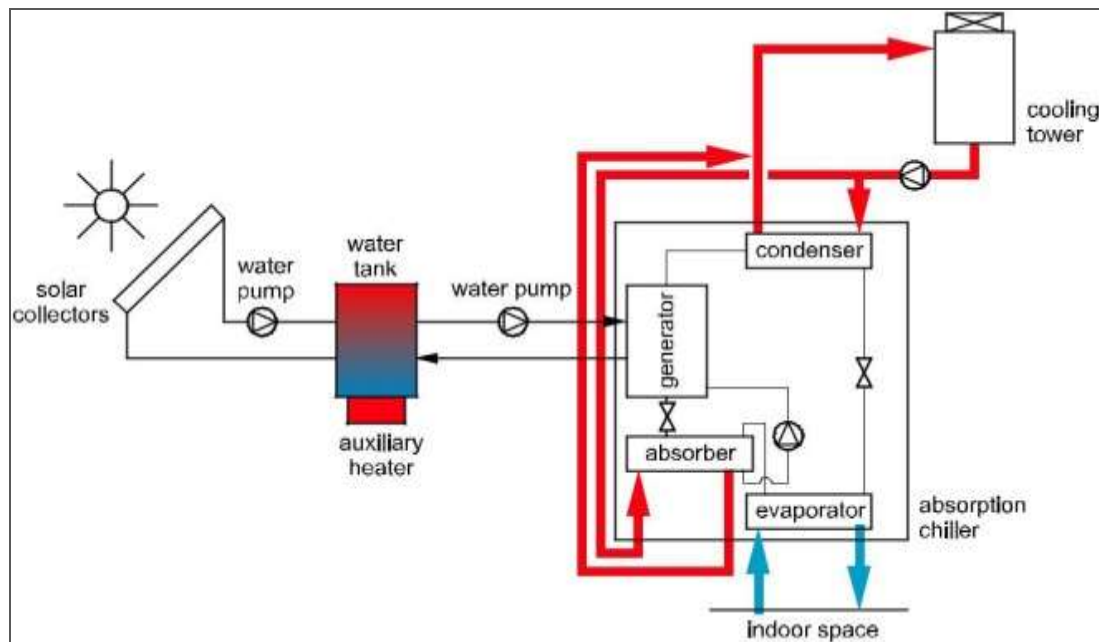 cooling
tower
solar
collectors
water
pump
water
tank
water pump
auxiliary
heater
condenser
generator
absorber
evaporator
absorption
chiller
indoor space